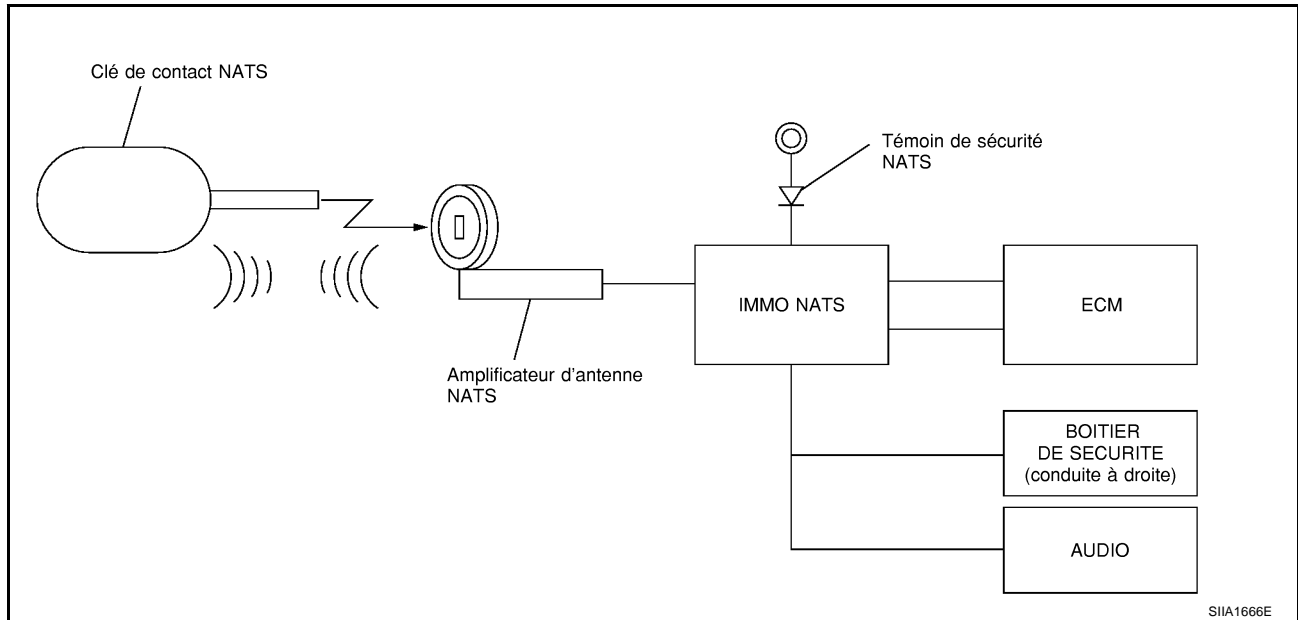 Clé de contact NATS
Témoin de sécurité
NATS
IMMO NATS
ECM
Amplificateur d'antenne
NATS
BOITIER
DE SECURITE
(conduite à droite)
AUDIO
SIIA1666E